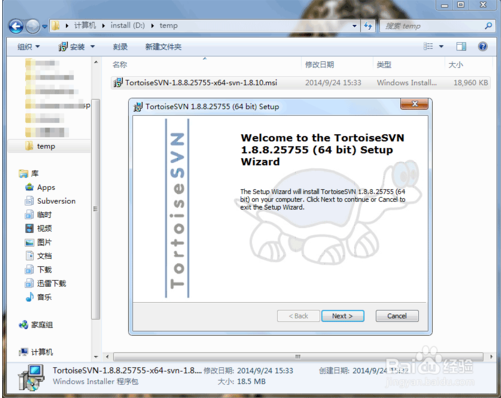 计算机 ▸ install (D:) ▸ temp
搜索 temp
组织 安装 刻录 新建文件夹
名称 修改日期 类型 大小
TortoiseSVN-1.8.8.25755-x64-svn-1.8.10.msi 2014/9/24 15:33 Windows Install... 18,960 KB
temp
库
Apps
Subversion
临时
视频
图片
文档
下载
迅雷下载
音乐
家庭组
计算机
TortoiseSVN 1.8.8.25755 (64 bit) Setup
TortoiseSVN
Welcome to the TortoiseSVN
1.8.8.25755 (64 bit) Setup
Wizard
The Setup Wizard will install TortoiseSVN 1.8.8.25755 (64
bit) on your computer. Click Next to continue or Cancel to
exit the Setup Wizard.
< Back Next > Cancel
TortoiseSVN-1.8.8.25755-x64-svn-1.8.... 修改日期: 2014/9/24 15:33 创建日期: 2014/9/24
Windows Installer 程序包 大小: 18.5 MB
Baidu 经验